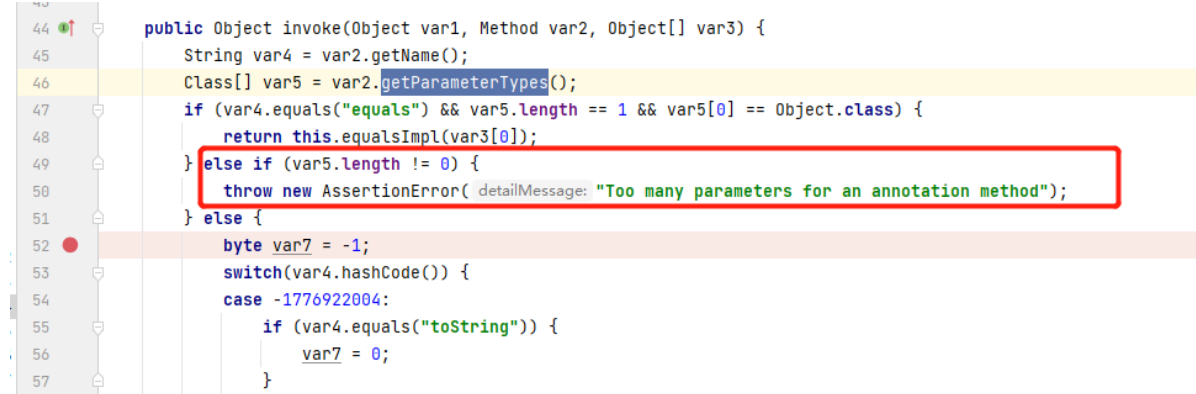 44 public Object invoke(Object var1, Method var2, Object[] var3) {
45 String var4 = var2.getName();
46 Class[] var5 = var2.getParameterTypes();
47 if (var4.equals("equals") && var5.length == 1 && var5[0] == Object.class) {
48 return this.equalsImpl(var3[0]);
49 } else if (var5.length != 0) {
50 throw new AssertionError( detailMessage: "Too many parameters for an annotation method");
51 } else {
52 byte var7 = -1;
53 switch(var4.hashCode()) {
54 case -1776922004:
55 if (var4.equals("toString")) {
56 var7 = 0;
57 }